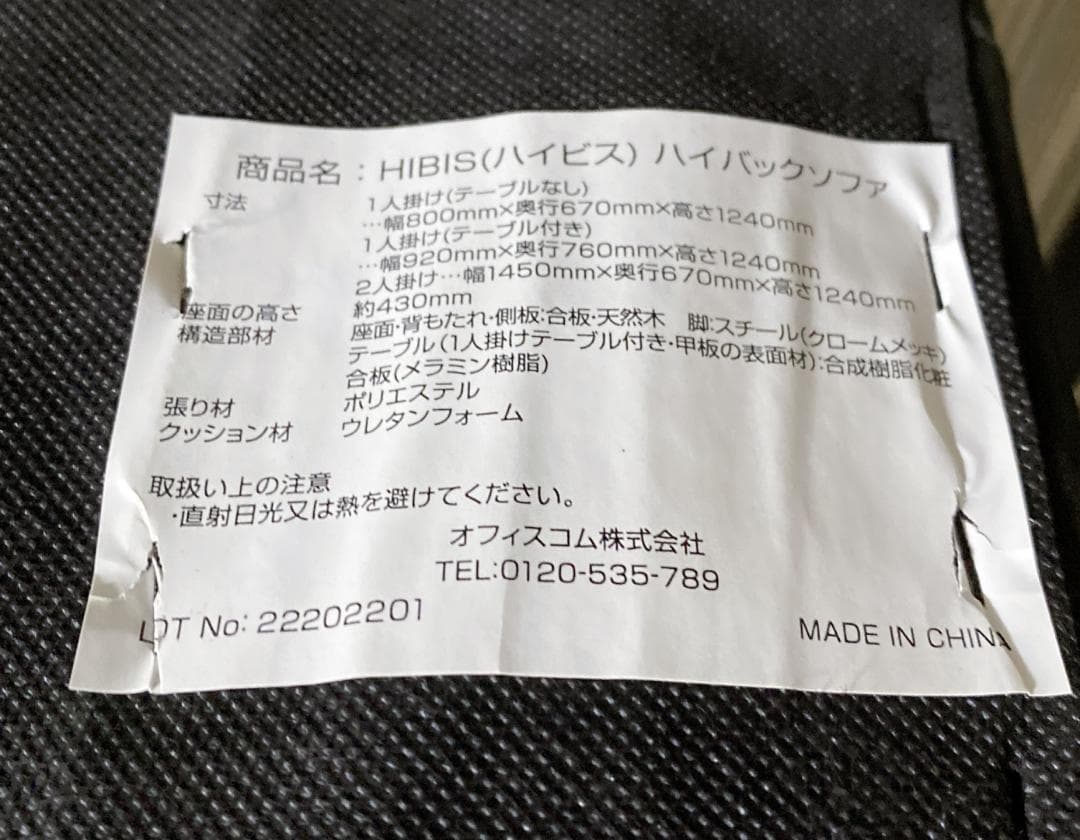 商品名：HIBIS(ハイビス) ハイバックソファ
寸法 1人掛け(テーブルなし)
…幅800mm×奥行670mm×高さ1240mm
1人掛け(テーブル付き)
…幅920mm×奥行760mm×高さ1240mm
2人掛け…幅1450mm×奥行670mm×高さ1240mm
座面の高さ 約430mm
構造部材 座面・背もたれ・側板:合板・天然木 脚:スチール(クロームメッキ)
テーブル(1人掛けテーブル付き・甲板の表面材):合成樹脂化粧
合板(メラミン樹脂)
張り材 ポリエステル
クッション材 ウレタンフォーム
取扱い上の注意
・直射日光又は熱を避けてください。
オフィスコム株式会社
TEL:0120-535-789
LOT No: 22202201
MADE IN CHINA